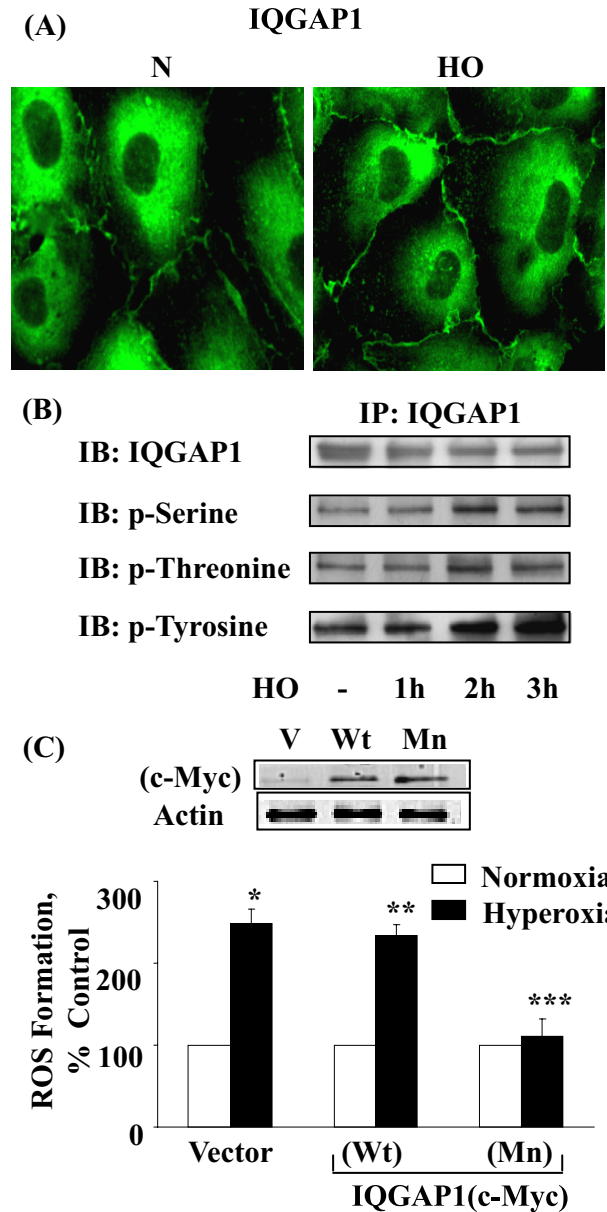 (A) IQGAP1
N HO
(B) IP: IQGAP1
IB: IQGAP1
IB: p-Serine
IB: p-Threonine
IB: p-Tyrosine
HO - 1h 2h 3h
(C) V Wt Mn
(c-Myc)
Actin
ROS Formation,
% Control
300
200
100
0
Normoxia
Hyperoxia
*
**
***
Vector (Wt) (Mn)
IQGAP1(c-Myc)